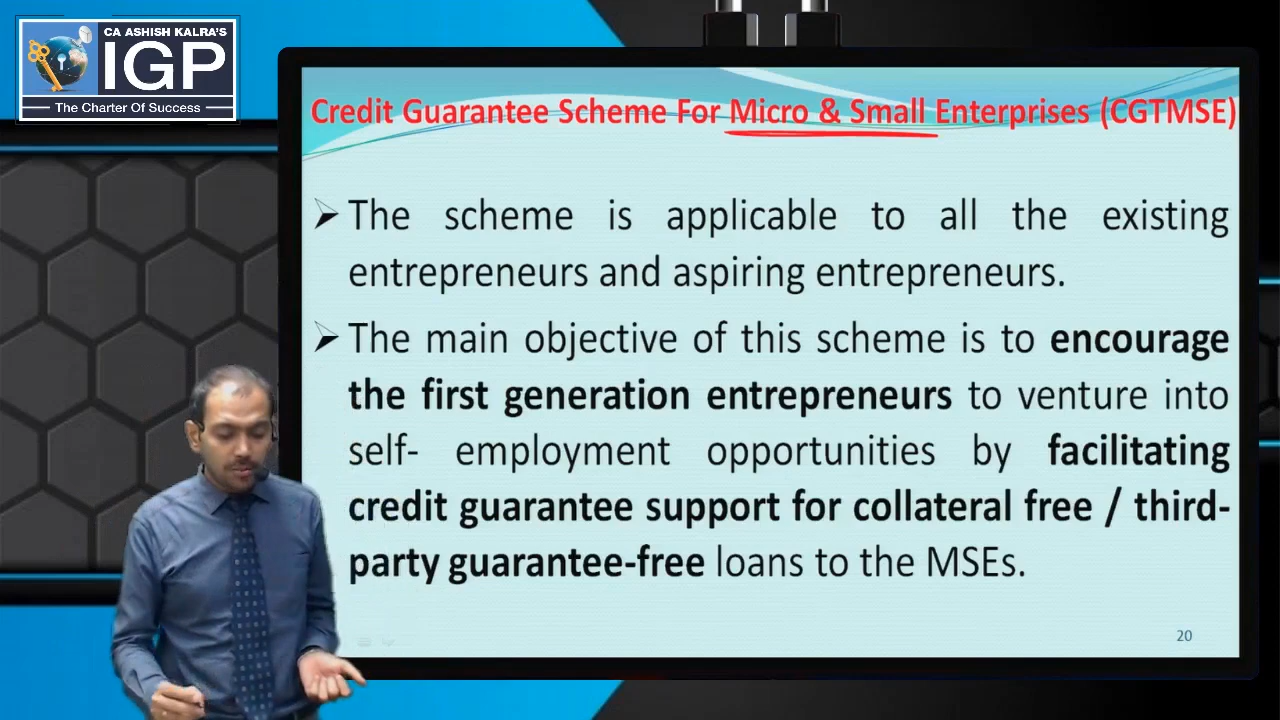 CA ASHISH KALRA'S
IGP
The Charter Of Success
Credit Guarantee Scheme For Micro & Small Enterprises (CGTMSE)
➢ The scheme is applicable to all the existing
entrepreneurs and aspiring entrepreneurs.
➢ The main objective of this scheme is to encourage
the first generation entrepreneurs to venture into
self- employment opportunities by facilitating
credit guarantee support for collateral free / third-
party guarantee-free loans to the MSEs.
20